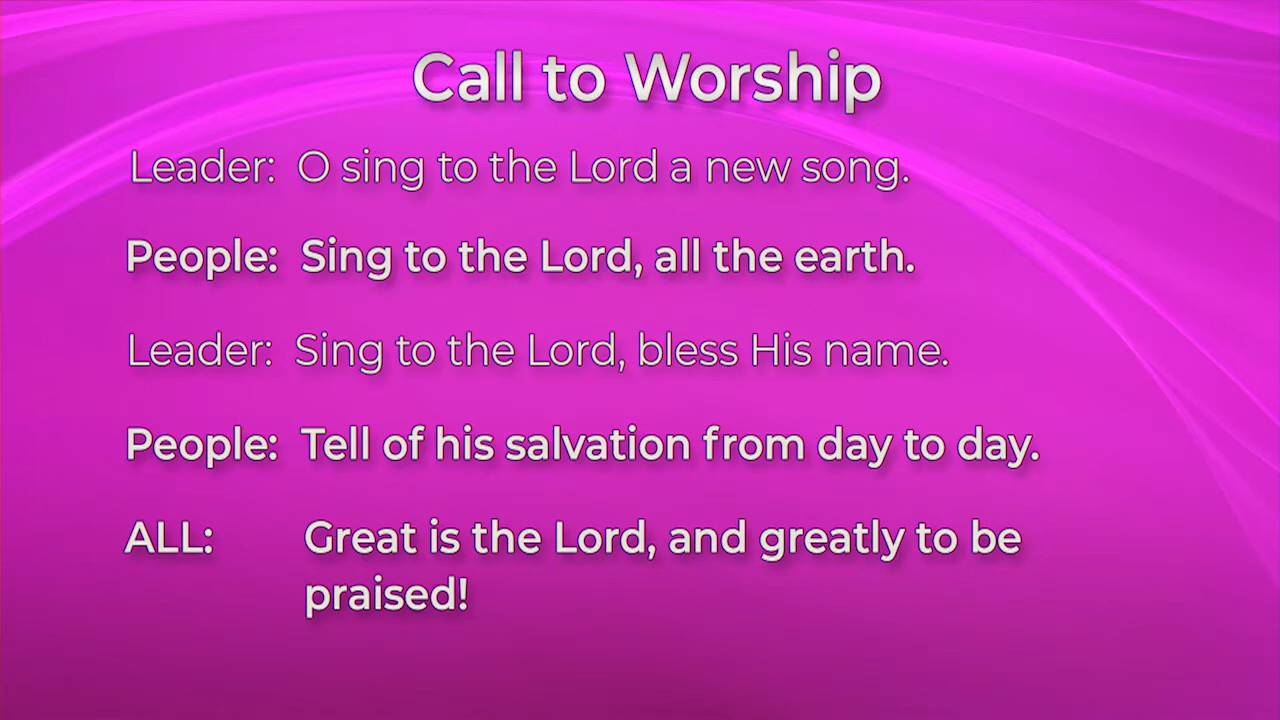 Call to Worship
Leader: O sing to the Lord a new song.
People: Sing to the Lord, all the earth.
Leader: Sing to the Lord, bless His name.
People: Tell of his salvation from day to day.
ALL: Great is the Lord, and greatly to be
praised!